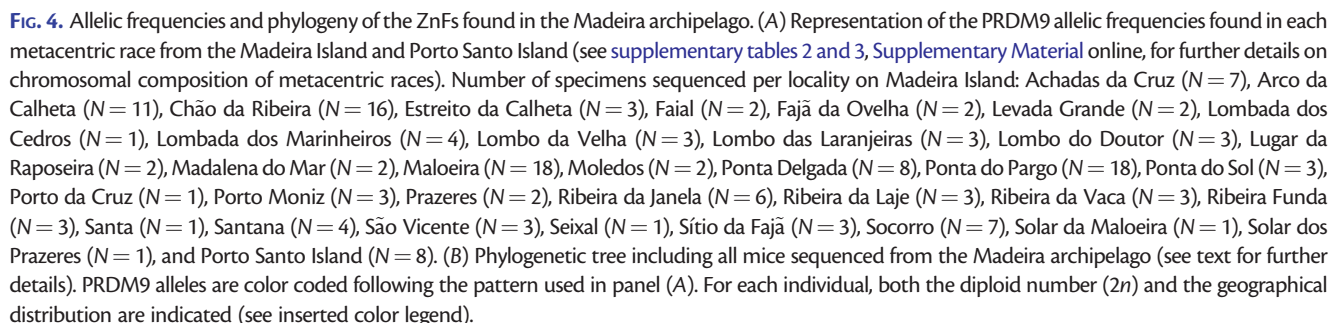 FIG. 4. Allelic frequencies and phylogeny of the ZnFs found in the Madeira archipelago. (A) Representation of the PRDM9 allelic frequencies found in each
metacentric race from the Madeira Island and Porto Santo Island (see supplementary tables 2 and 3, Supplementary Material online, for further details on
chromosomal composition of metacentric races). Number of specimens sequenced per locality on Madeira Island: Achadas da Cruz (N = 7), Arco da
Calheta (N = 11), Chão da Ribeira (N = 16), Estreito da Calheta (N = 3), Faial (N = 2), Fajã da Ovelha (N = 2), Levada Grande (N = 2), Lombada dos
Cedros (N = 1), Lombada dos Marinheiros (N = 4), Lombo da Velha (N = 3), Lombo das Laranjeiras (N = 3), Lombo do Doutor (N = 3), Lugar da
Raposeira (N = 2), Madalena do Mar (N = 2), Maloeira (N = 18), Moledos (N = 2), Ponta Delgada (N = 8), Ponta do Pargo (N = 18), Ponta do Sol (N = 3),
Porto da Cruz (N = 1), Porto Moniz (N = 3), Prazeres (N = 2), Ribeira da Janela (N = 6), Ribeira da Laje (N = 3), Ribeira da Vaca (N = 3), Ribeira Funda
(N = 3), Santa (N = 1), Santana (N = 4), São Vicente (N = 3), Seixal (N = 1), Sítio da Fajã (N = 3), Socorro (N = 7), Solar da Maloeira (N = 1), Solar dos
Prazeres (N = 1), and Porto Santo Island (N = 8). (B) Phylogenetic tree including all mice sequenced from the Madeira archipelago (see text for further
details). PRDM9 alleles are color coded following the pattern used in panel (A). For each individual, both the diploid number (2n) and the geographical
distribution are indicated (see inserted color legend).